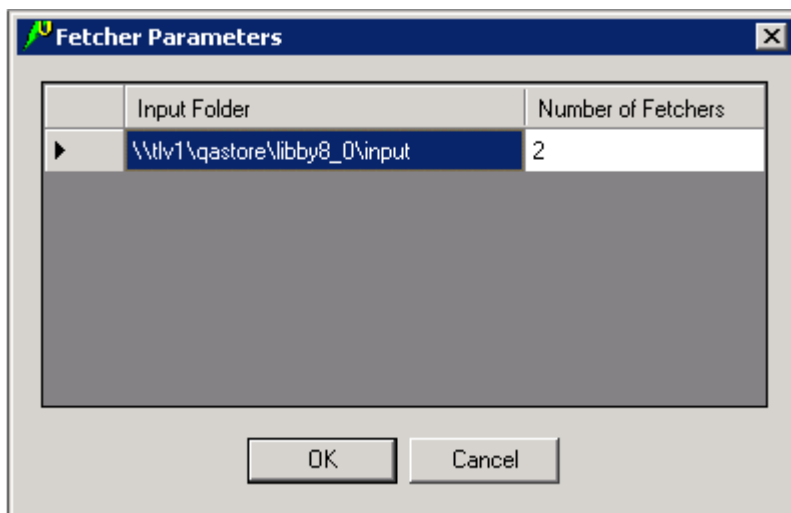 Fetcher Parameters
Input Folder Number of Fetchers
\\tlv1\qastore\libby8_0\input 2
OK Cancel